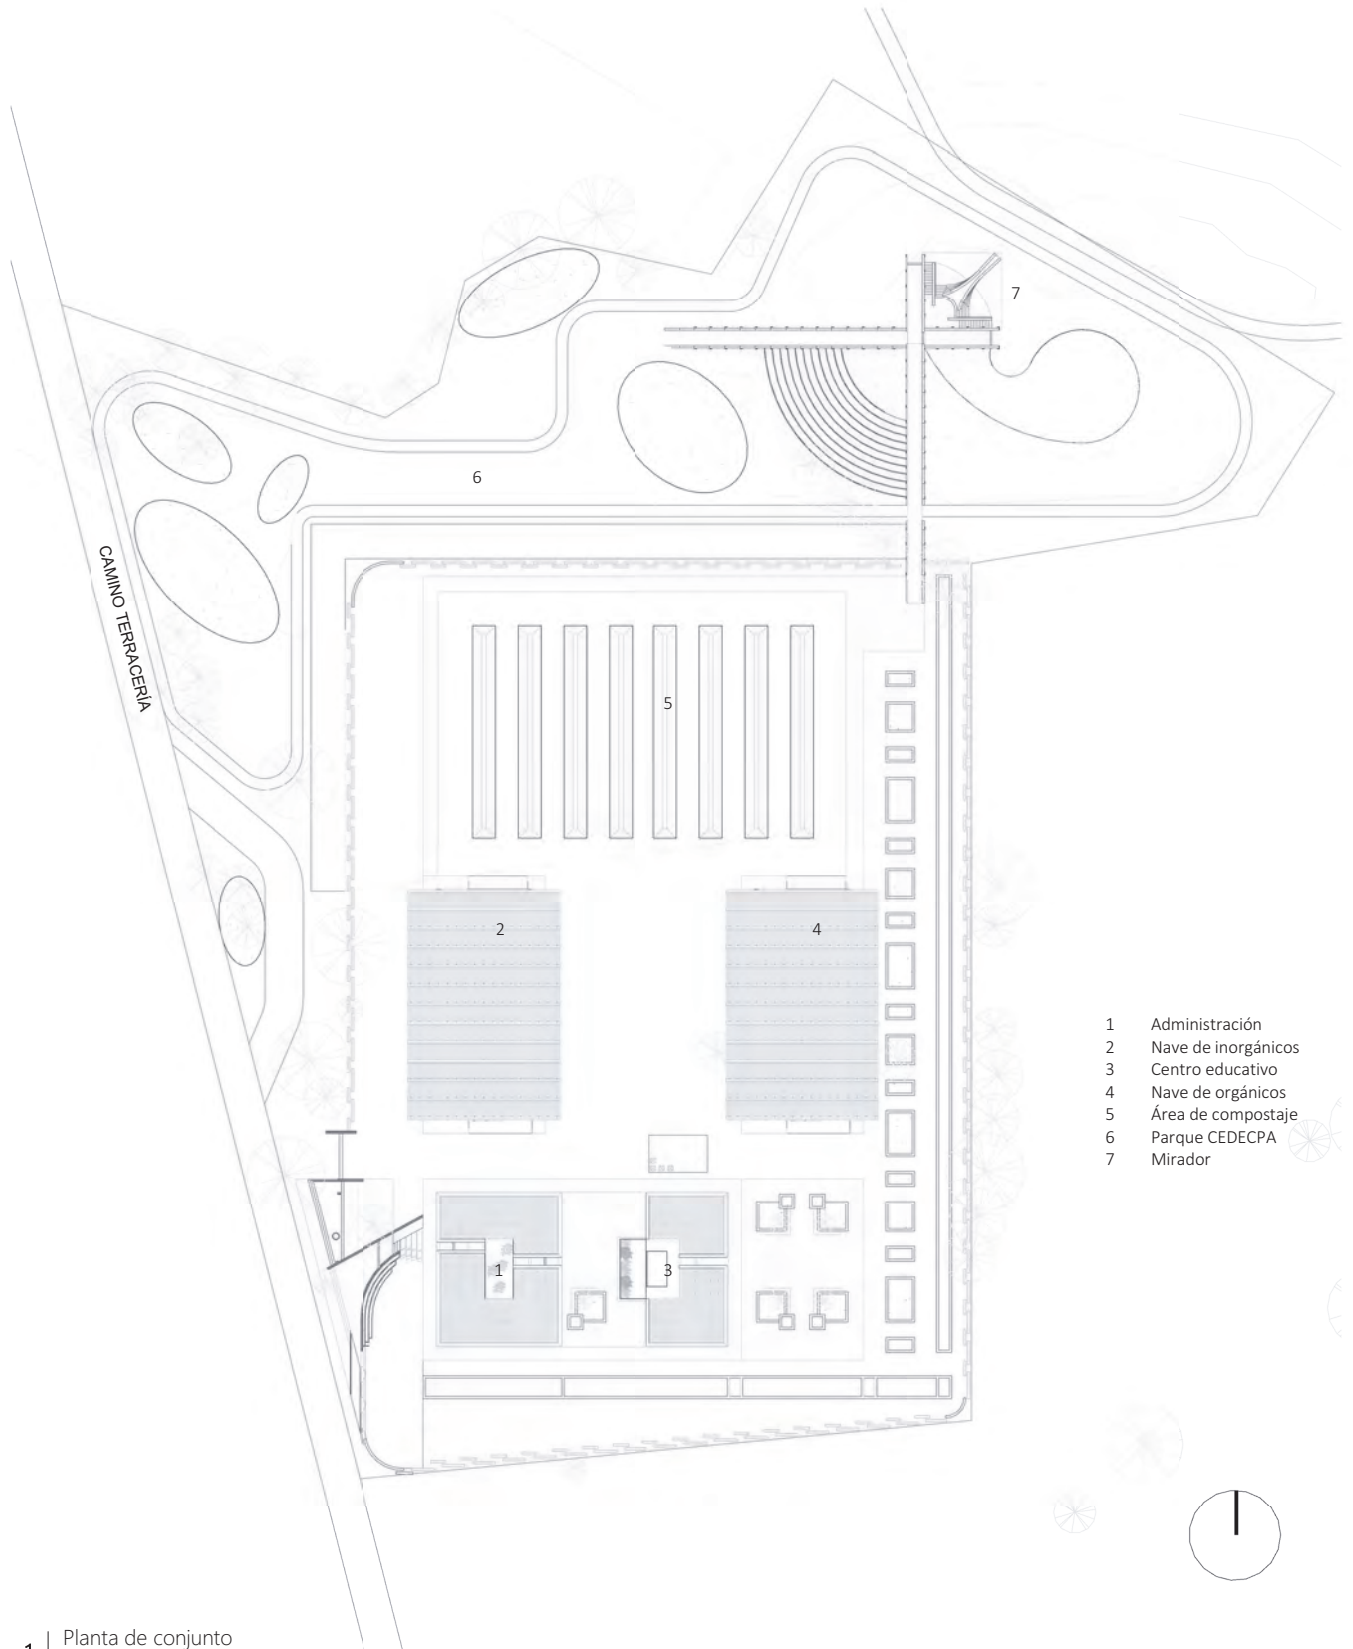 7
6
CAMINO TERRACERÍA
5
2
4
1 Administración
2 Nave de inorgánicos
3 Centro educativo
4 Nave de orgánicos
5 Área de compostaje
6 Parque CEDECPA
7 Mirador
1
3
1 | Planta de conjunto